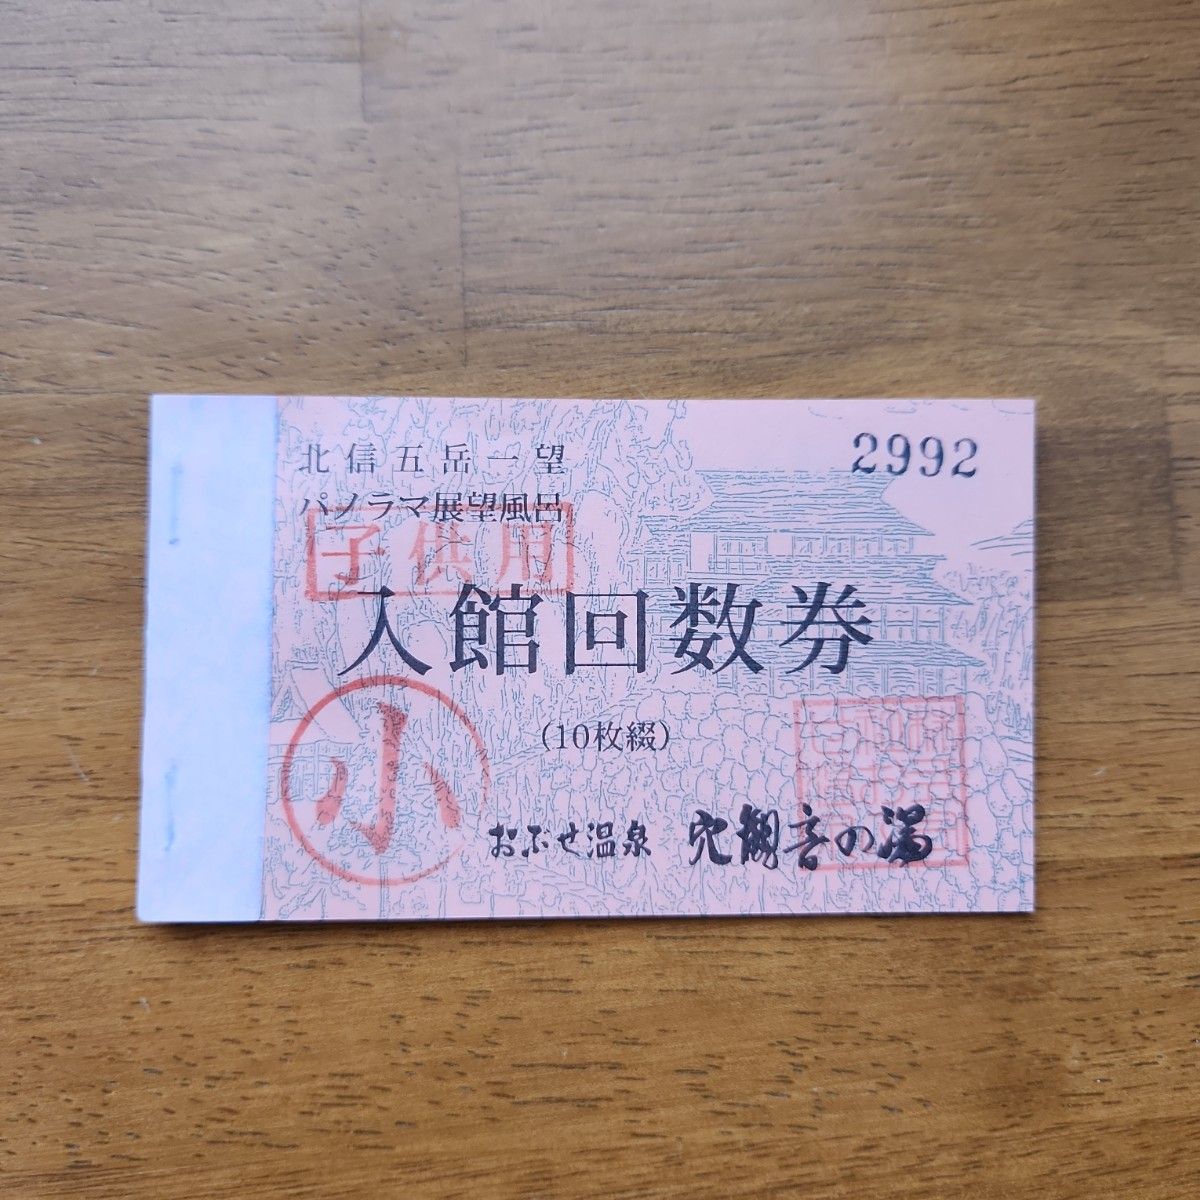 北信五岳一望
2992
パノラマ展望風呂
子供用
入館回数券
小
(10枚綴)
おぶせ温泉 穴観音の湯